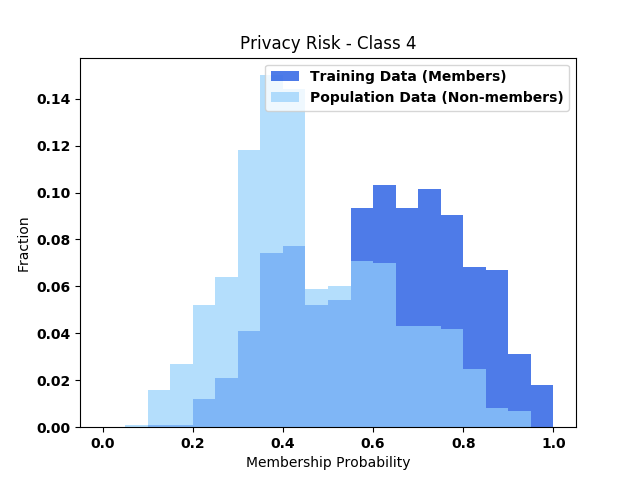 Privacy Risk - Class 4
Training Data (Members)
Population Data (Non-members)
0.14
0.12
0.10
0.08
0.06
0.04
0.02
0.00
Fraction
0.0 0.2 0.4 0.6 0.8 1.0
Membership Probability